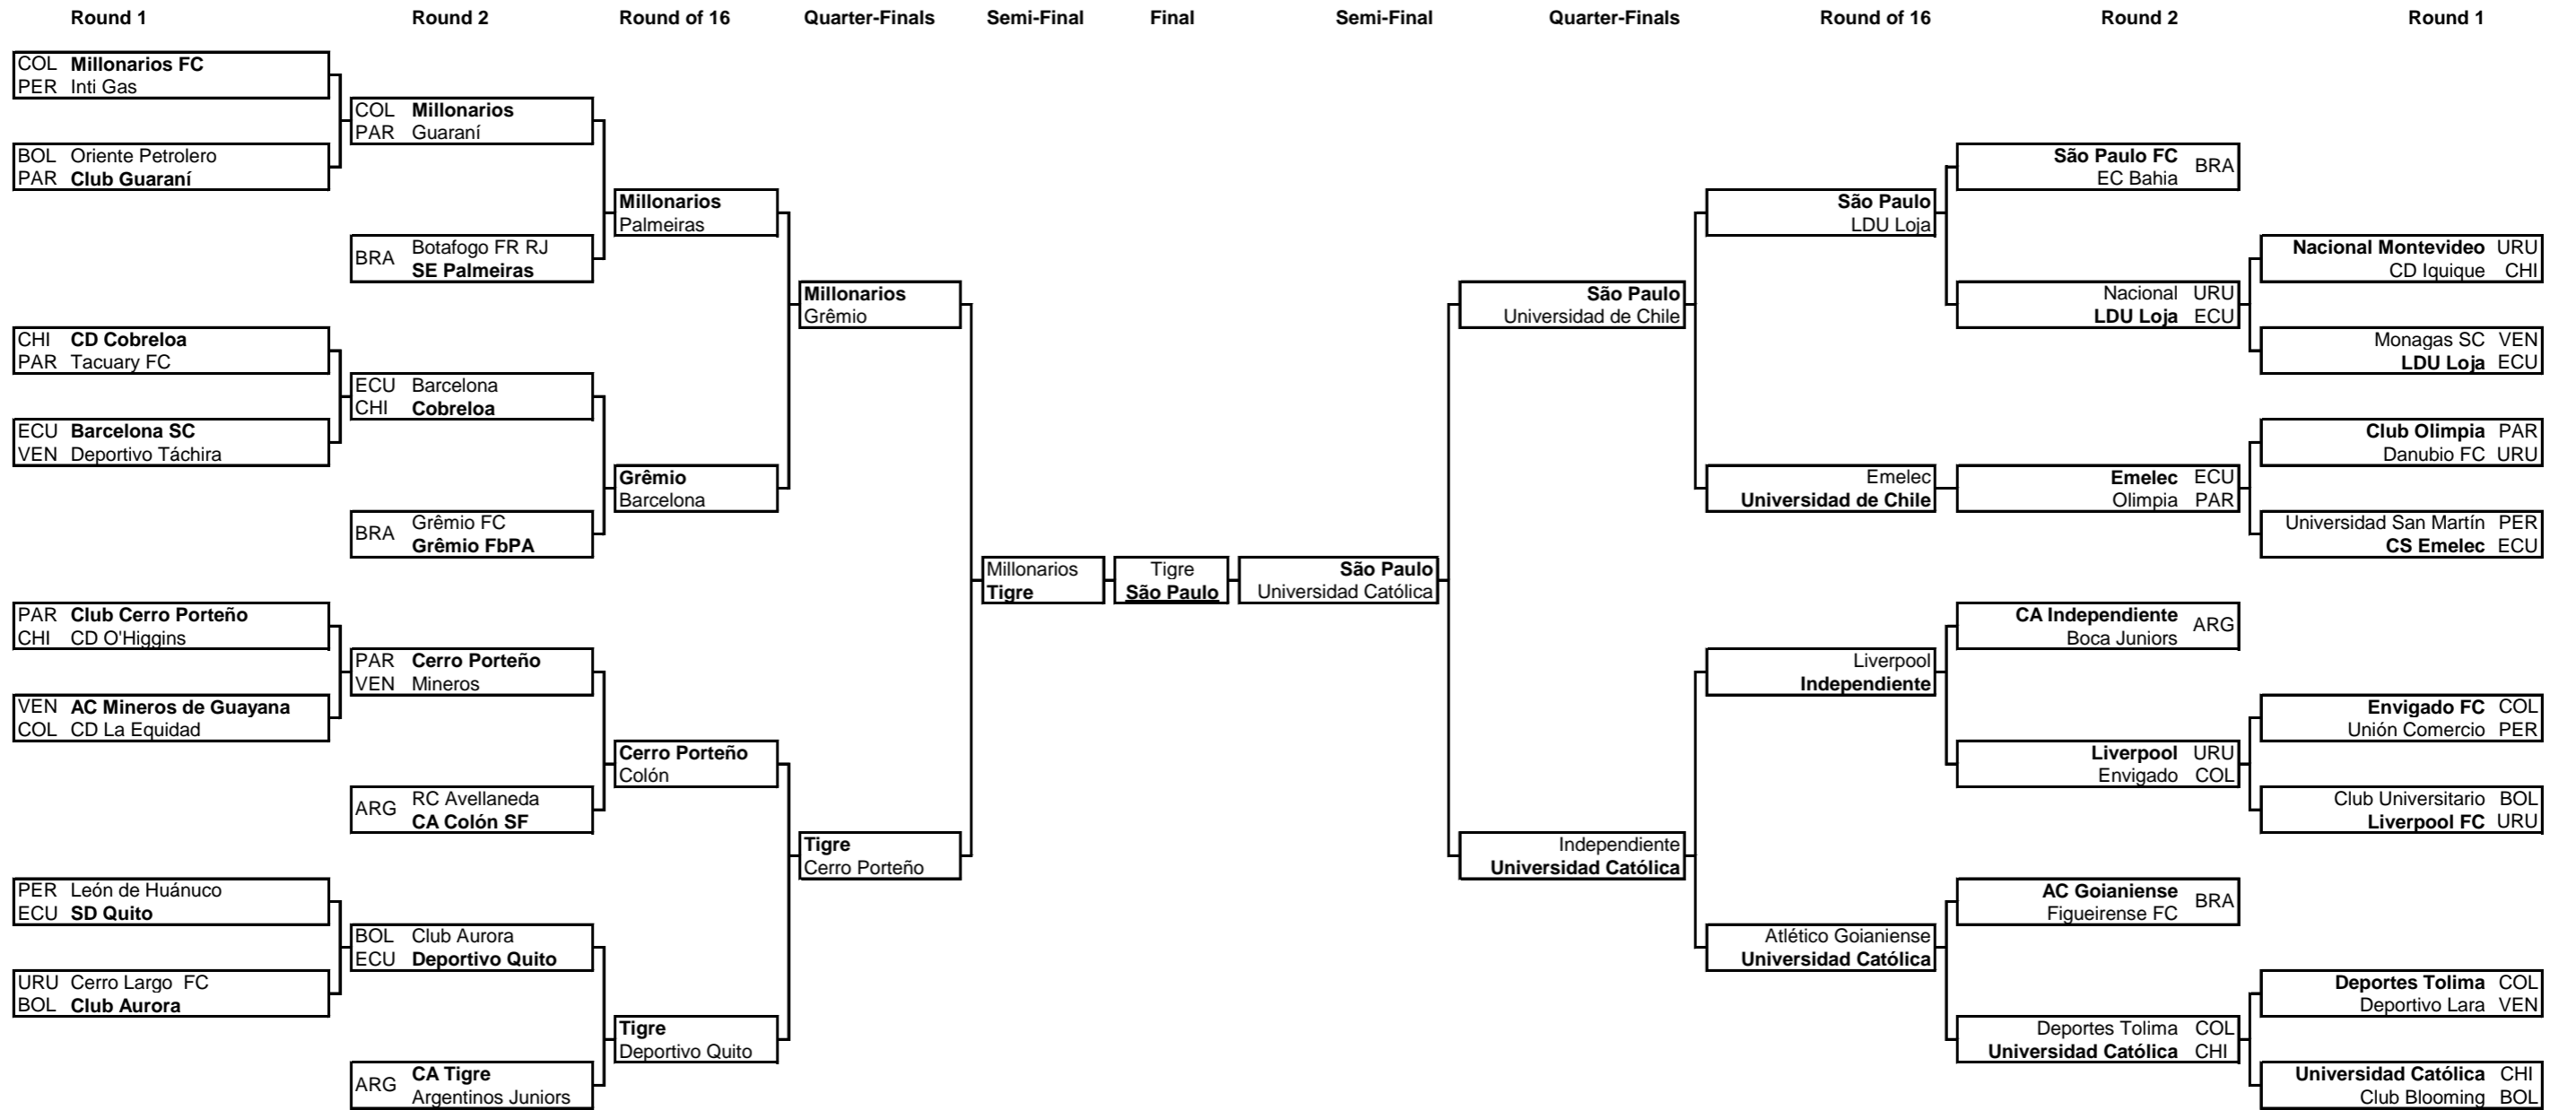 Round 1 Round 2 Round of 16 Quarter-Finals Semi-Final Final Semi-Final Quarter-Finals Round of 16 Round 2 Round 1
COL Millonarios FC
PER Inti Gas
BOL Oriente Petrolero
PAR Club Guaraní
CHI CD Cobreloa
PAR Tacuary FC
ECU Barcelona SC
VEN Deportivo Táchira
PAR Club Cerro Porteño
CHI CD O'Higgins
VEN AC Mineros de Guayana
COL CD La Equidad
PER León de Huánuco
ECU SD Quito
URU Cerro Largo FC
BOL Club Aurora
COL Millonarios
PAR Guaraní
BRA
Botafogo FR RJ
SE Palmeiras
ECU Barcelona
CHI Cobreloa
BRA
Grêmio FC
Grêmio FbPA
PAR Cerro Porteño
VEN Mineros
ARG
RC Avellaneda
CA Colón SF
BOL Club Aurora
ECU Deportivo Quito
ARG
CA Tigre
Argentinos Juniors
Millonarios
Palmeiras
Grêmio
Barcelona
Cerro Porteño
Colón
Tigre
Deportivo Quito
Millonarios
Grêmio
Tigre
Cerro Porteño
Millonarios
Tigre
Tigre
São Paulo
São Paulo
Universidad Católica
São Paulo
Universidad de Chile
Independiente
Universidad Católica
São Paulo
LDU Loja
Emelec
Universidad de Chile
Liverpool
Independiente
Atlético Goianiense
Universidad Católica
São Paulo FC
EC Bahia
BRA
Nacional URU
LDU Loja ECU
Emelec ECU
Olimpia PAR
CA Independiente
Boca Juniors
ARG
Liverpool URU
Envigado COL
AC Goianiense
Figueirense FC
BRA
Deportes Tolima COL
Universidad Católica CHI
Nacional Montevideo URU
CD Iquique CHI
Monagas SC VEN
LDU Loja ECU
Club Olimpia PAR
Danubio FC URU
Universidad San Martín PER
CS Emelec ECU
Envigado FC COL
Unión Comercio PER
Club Universitario BOL
Liverpool FC URU
Deportes Tolima COL
Deportivo Lara VEN
Universidad Católica CHI
Club Blooming BOL